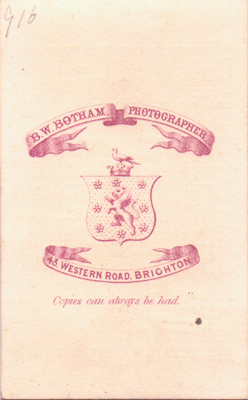 916
B.W. BOTHAM PHOTOGRAPHER
43, WESTERN ROAD, BRIGHTON
Copies can always be had.